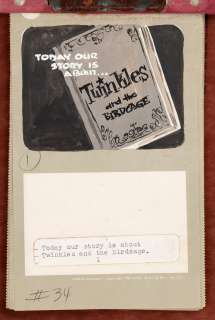 TODAY OUR
STORY IS
ABOUT...
Twinkles
and the
BIRDCAGE
1
Today our story is about
Twinkles and the Birdcage.
1
# 34